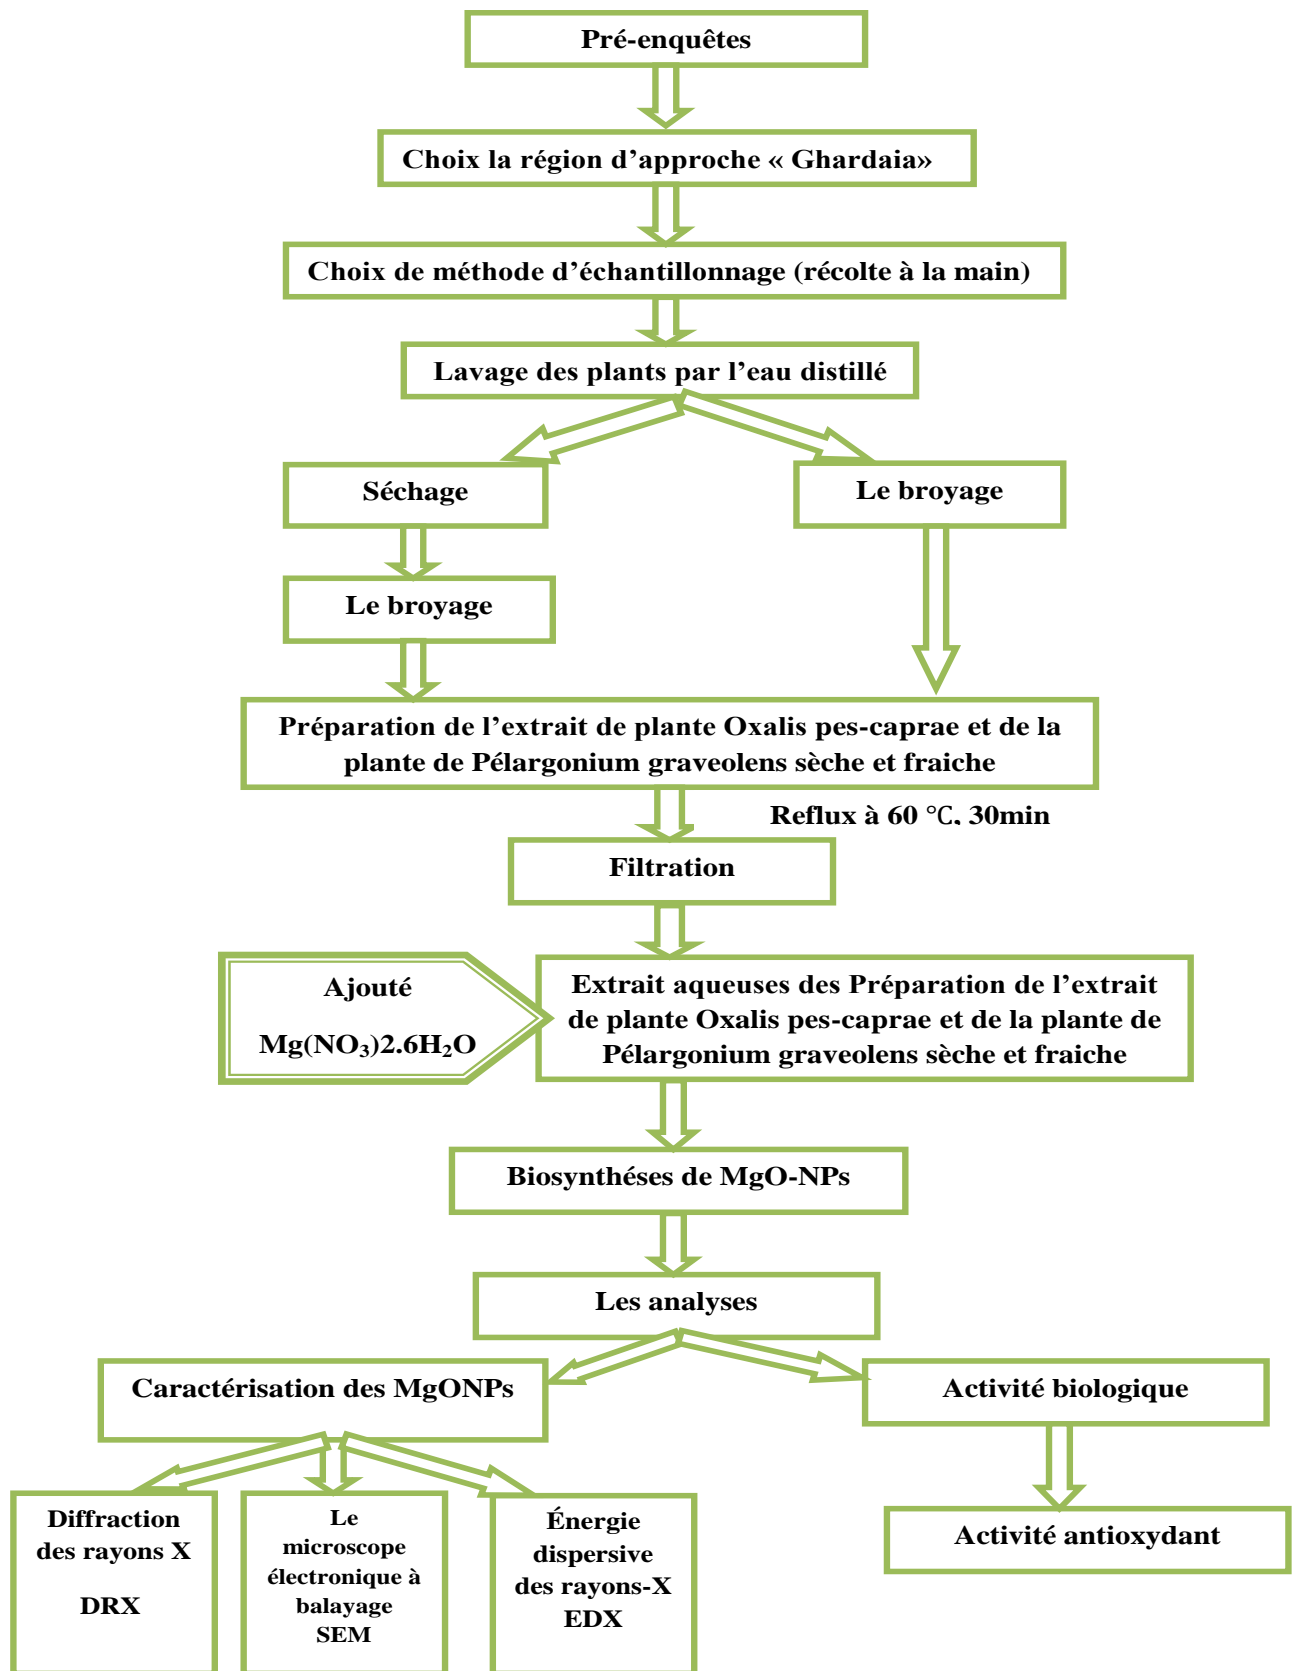 Pré-enquêtes
Choix la région d’approche « Ghardaia»
Choix de méthode d’échantillonnage (récolte à la main)
Lavage des plants par l’eau distillé
Séchage
Le broyage
Le broyage
Préparation de l’extrait de plante Oxalis pes-caprae et de la
plante de Pélargonium graveolens sèche et fraiche
Reflux à 60 °C, 30min
Filtration
Ajouté
Mg(NO₃)2.6H₂O
Extrait aqueuses des Préparation de l’extrait
de plante Oxalis pes-caprae et de la plante de
Pélargonium graveolens sèche et fraiche
Biosynthéses de MgO-NPs
Les analyses
Caractérisation des MgONPs
Activité biologique
Diffraction
des rayons X
DRX
Le
microscope
électronique à
balayage
SEM
Énergie
dispersive
des rayons-X
EDX
Activité antioxydant